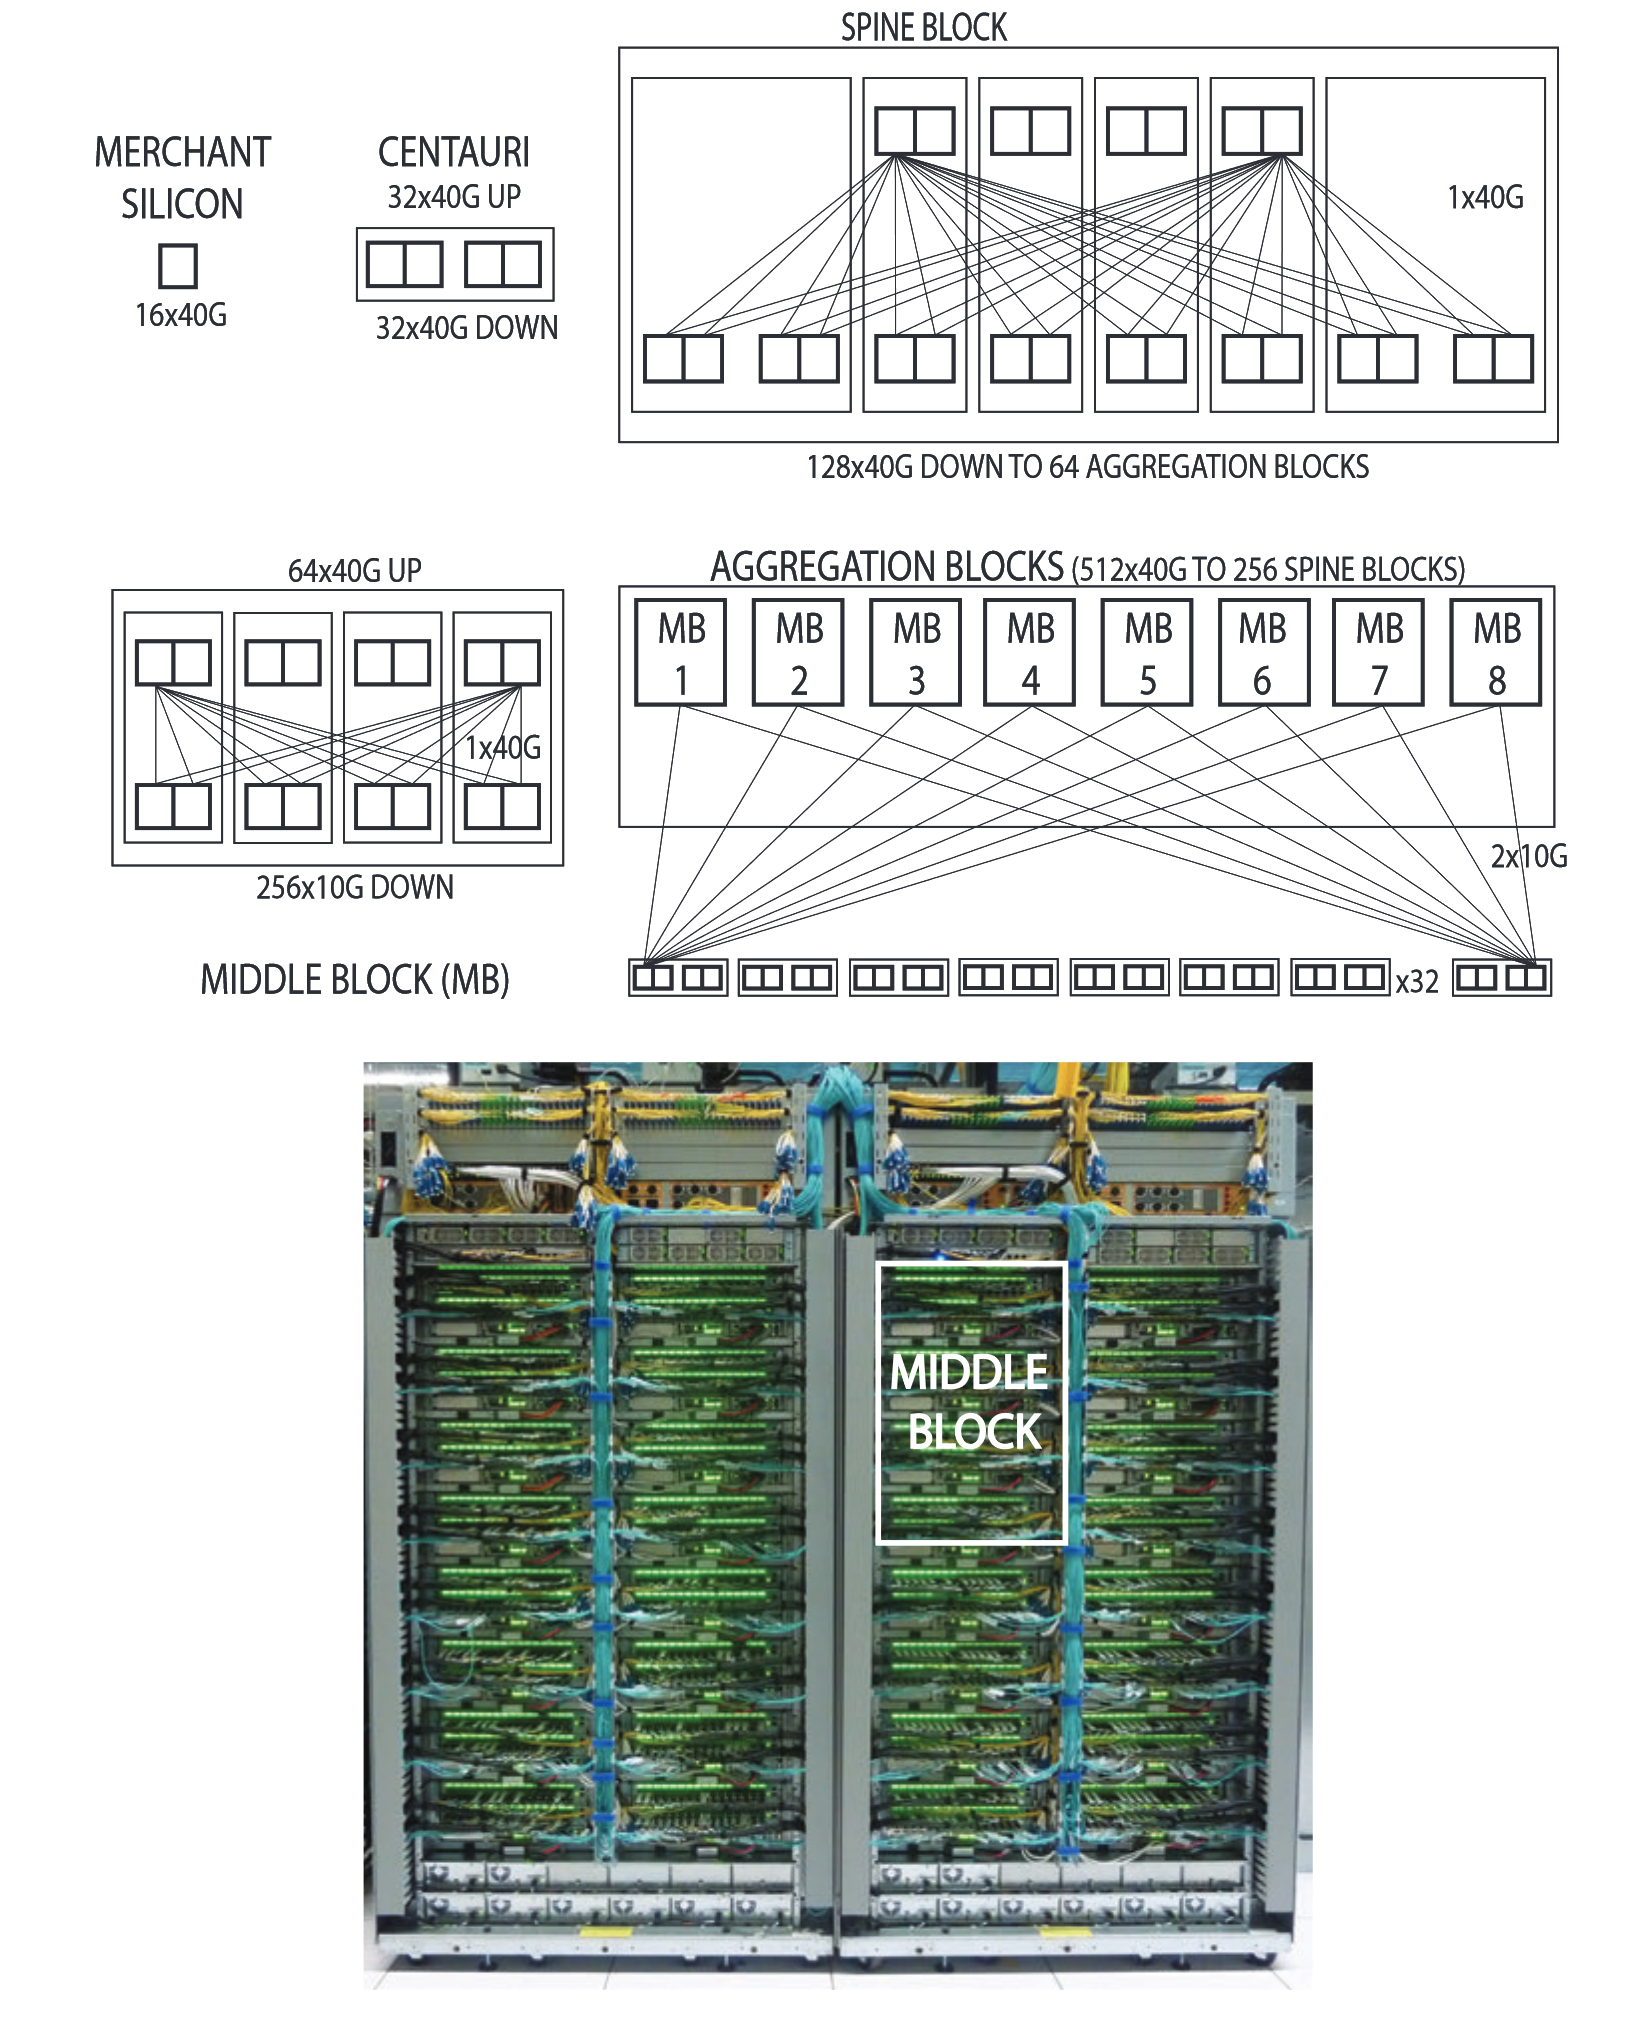 SPINE BLOCK
MERCHANT
SILICON
16x40G
CENTAURI
32x40G UP
32x40G DOWN
1x40G
128x40G DOWN TO 64 AGGREGATION BLOCKS
64x40G UP
1x40G
256x10G DOWN
MIDDLE BLOCK (MB)
AGGREGATION BLOCKS (512x40G TO 256 SPINE BLOCKS)
MB
1
MB
2
MB
3
MB
4
MB
5
MB
6
MB
7
MB
8
2x10G
x32
MIDDLE
BLOCK